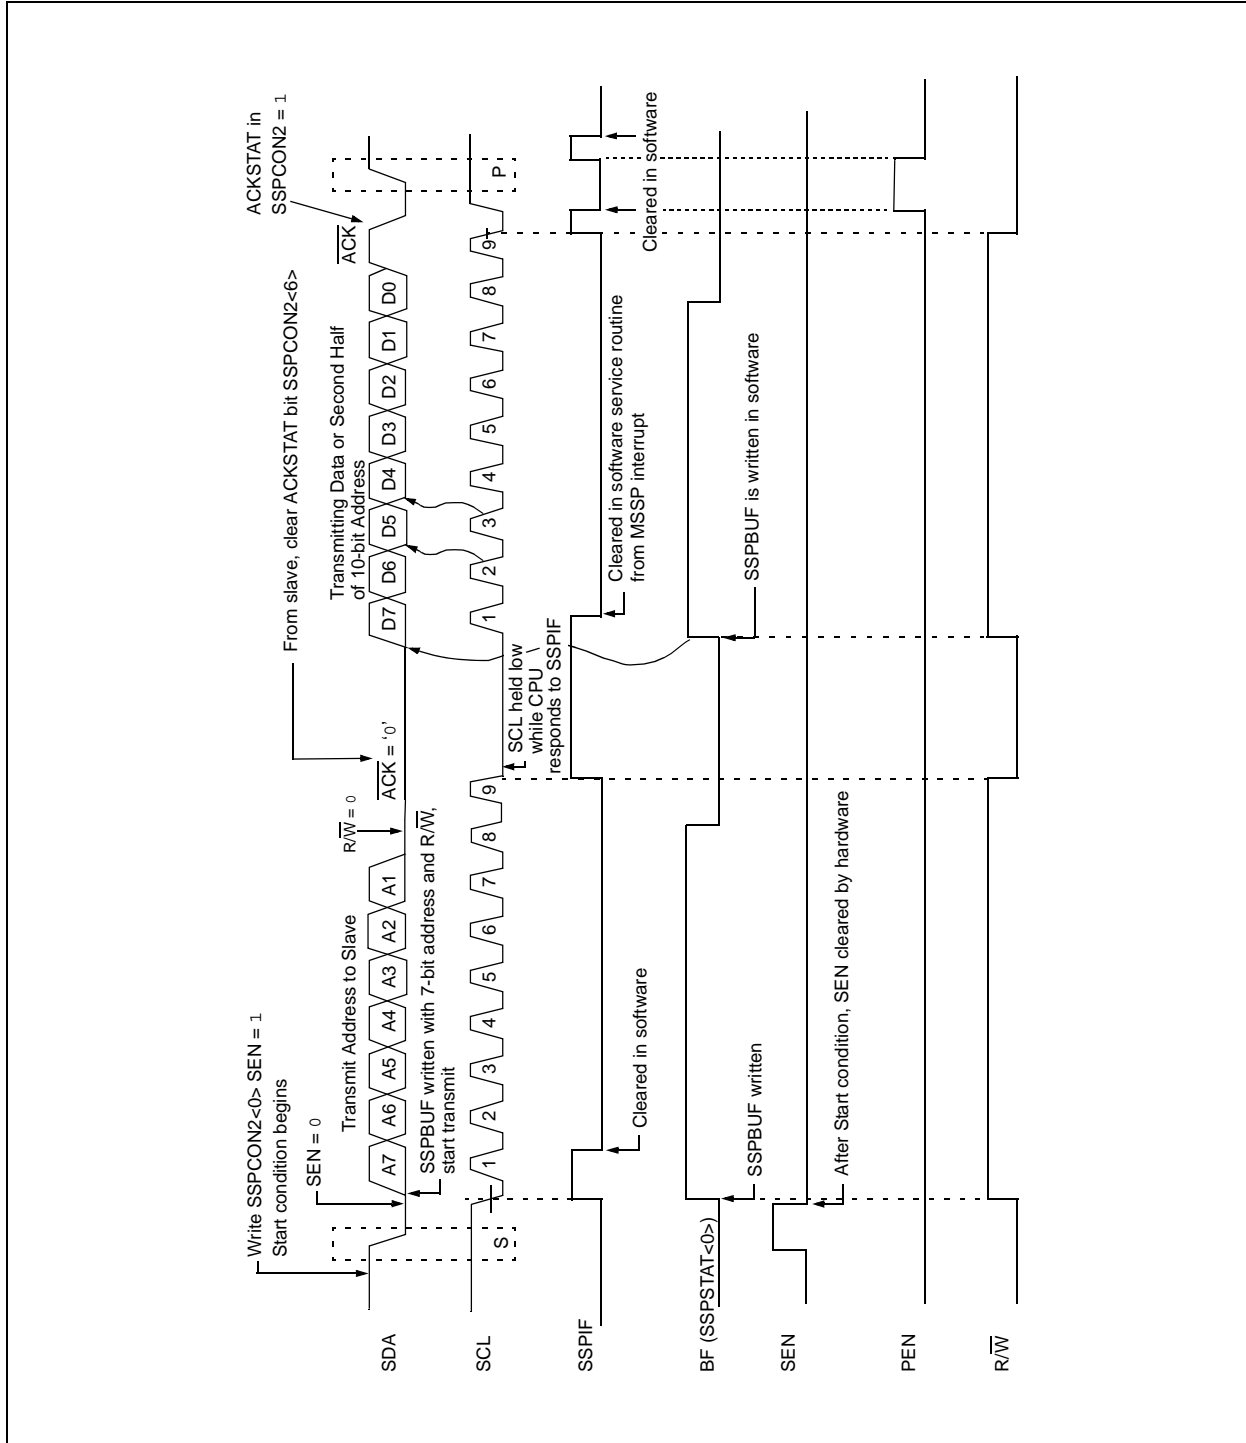 Write SSPCON2<0> SEN = 1
Start condition begins
SEN = 0
Transmit Address to Slave
R/W = 0
From slave, clear ACKSTAT bit SSPCON2<6>
ACK = ‘0’
Transmitting Data or Second Half
of 10-bit Address
ACKSTAT in
SSPCON2 = 1
ACK
SDA
A7 A6 A5 A4 A3 A2 A1
D7 D6 D5 D4 D3 D2 D1 D0
SSPBUF written with 7-bit address and R/W,
start transmit
SCL
S
1 2 3 4 5 6 7 8 9
1 2 3 4 5 6 7 8 9
P
SCL held low
while CPU
responds to SSPIF
SSPIF
Cleared in software
Cleared in software service routine
from MSSP interrupt
Cleared in software
Cleared in software
BF (SSPSTAT<0>)
SSPBUF written
SSPBUF is written in software
SEN
After Start condition, SEN cleared by hardware
PEN
R/W